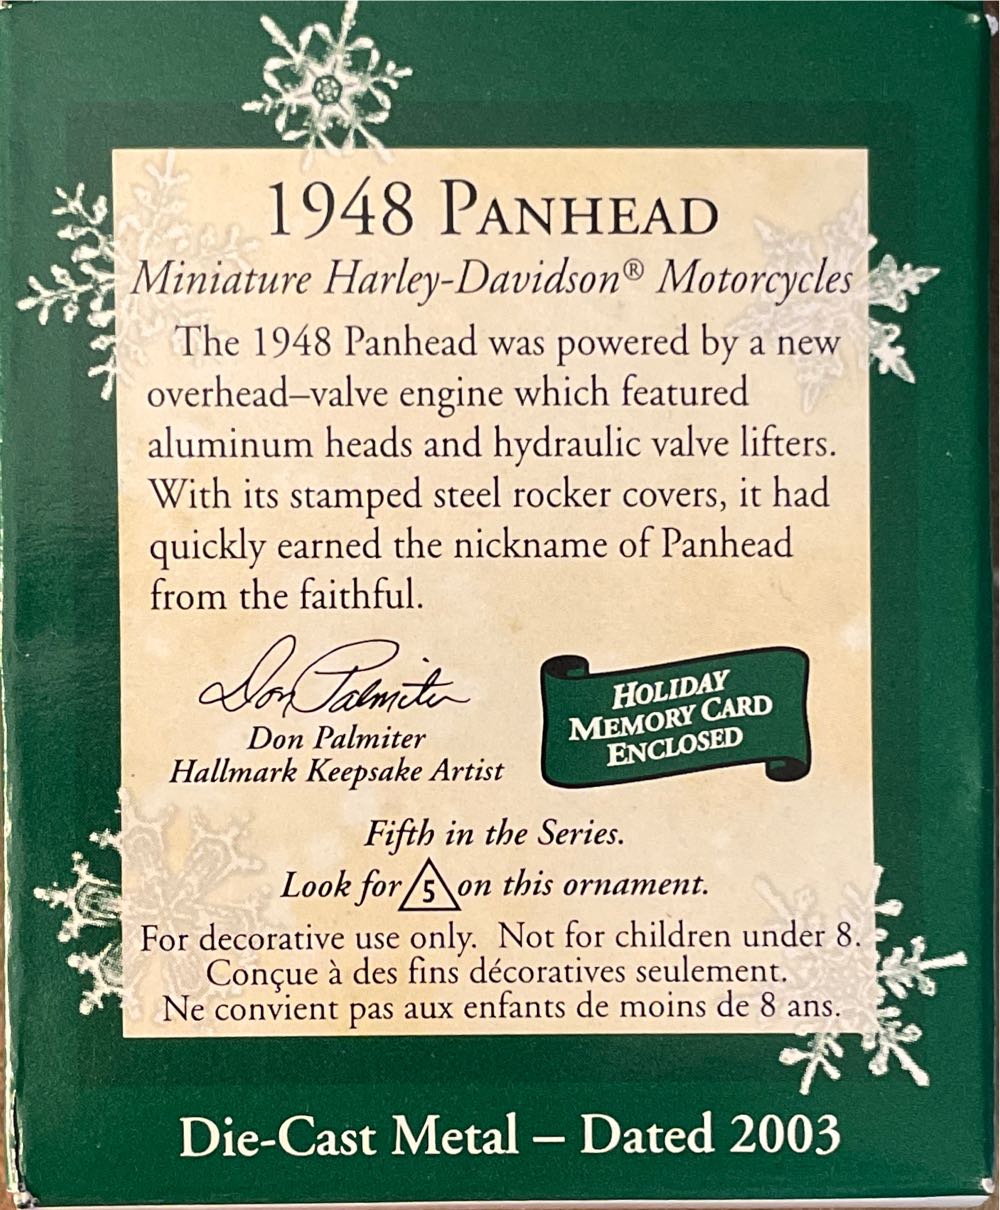 1948 PANHEAD
Miniature Harley-Davidson® Motorcycles
The 1948 Panhead was powered by a new
overhead–valve engine which featured
aluminum heads and hydraulic valve lifters.
With its stamped steel rocker covers, it had
quickly earned the nickname of Panhead
from the faithful.
Don Palmiter
Don Palmiter
Hallmark Keepsake Artist
HOLIDAY
MEMORY CARD
ENCLOSED
Fifth in the Series.
Look for 5 on this ornament.
For decorative use only. Not for children under 8.
Conçue à des fins décoratives seulement.
Ne convient pas aux enfants de moins de 8 ans.
Die-Cast Metal – Dated 2003